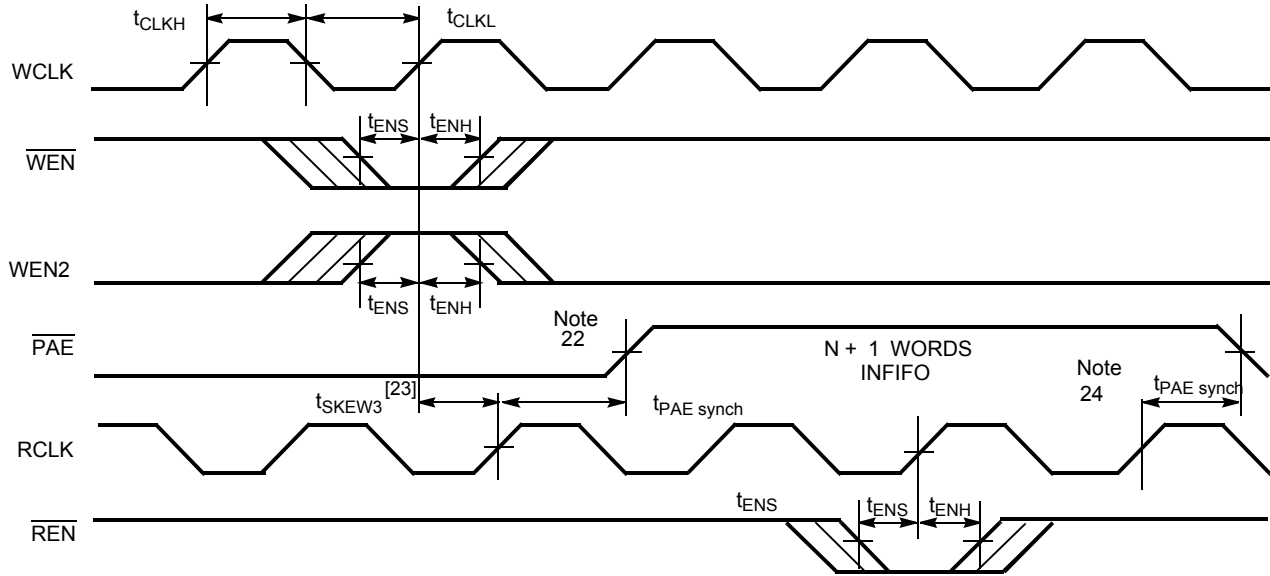 tCLKH
tCLKL
WCLK
tENS
tENH
WEN
WEN2
tENS
tENH
Note
22
PAE
N + 1 WORDS
INFIFO
Note
24
tSKEW3
[23]
tPAE synch
tPAE synch
RCLK
tENS
tENS
tENH
REN